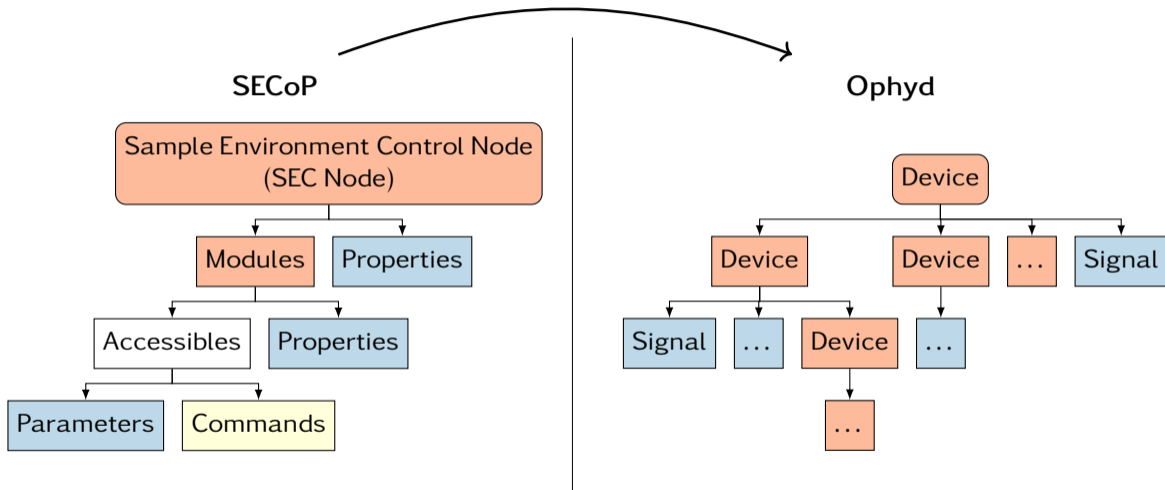 SECoP
Sample Environment Control Node
(SEC Node)
Modules
Properties
Accessibles
Properties
Parameters
Commands
Ophyd
Device
Device
Device
...
Signal
Signal
...
Device
...
...